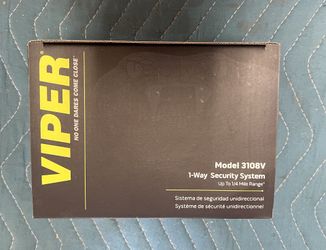 VIPER
NO ONE DARES COME CLOSE™
Model 3108V
1-Way Security System
Up To 1/4 Mile Range*
Sistema de seguridad unidireccional
Système de sécurité unidirectionnel